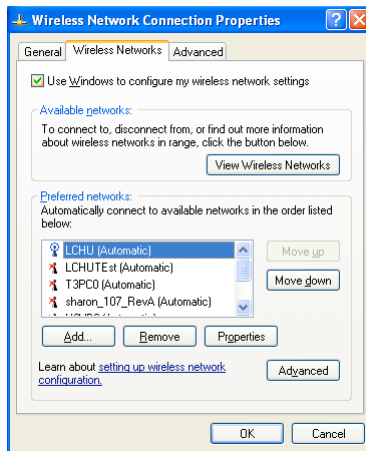 Wireless Network Connection Properties
General
Wireless Networks
Advanced
Use Windows to configure my wireless network settings
Available networks:
To connect to, disconnect from, or find out more information
about wireless networks in range, click the button below.
View Wireless Networks
Preferred networks:
Automatically connect to available networks in the order listed
below:
LCHU (Automatic)
Move up
LCHUTEst (Automatic)
T3PC0 (Automatic)
Move down
sharon_107_RevA (Automatic)
Add...
Remove
Properties
Learn about setting up wireless network
configuration.
Advanced
OK
Cancel